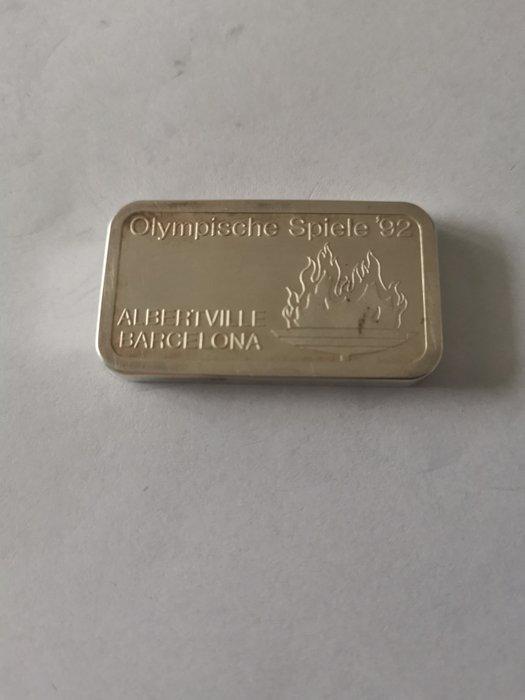 Olympische Spiele '92
ALBERTVILLE
BARCELONA